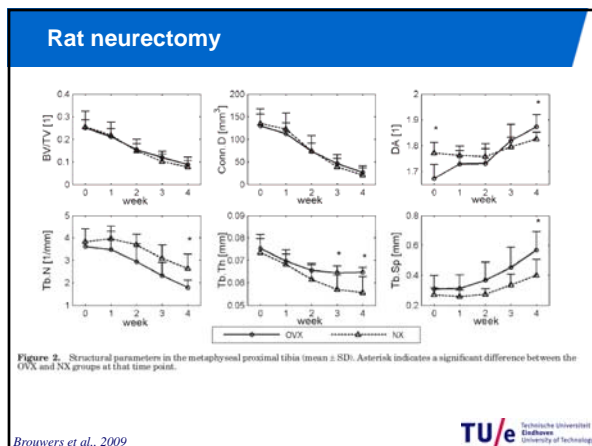 Rat neurectomy
BV/TV [1]
0.4
0.3
0.2
0.1
0
0 1 2 3 4
week
Conn.D [mm³]
200
150
100
50
0
0 1 2 3 4
week
DA [1]
2
1.9
1.8
1.7
* *
0 1 2 3 4
week
Tb.N [1/mm]
5
4
3
2
1
*
0 1 2 3 4
week
Tb.Th [mm]
0.09
0.08
0.07
0.06
0.05
* *
0 1 2 3 4
week
Tb.Sp [mm]
0.8
0.6
0.4
0.2
*
0 1 2 3 4
week
OVX NX
Figure 2. Structural parameters in the metaphyseal proximal tibia (mean ± SD). Asterisk indicates a significant difference between the
OVX and NX groups at that time point.
Brouwers et al., 2009
TU/e
Technische Universiteit
Eindhoven
University of Technology